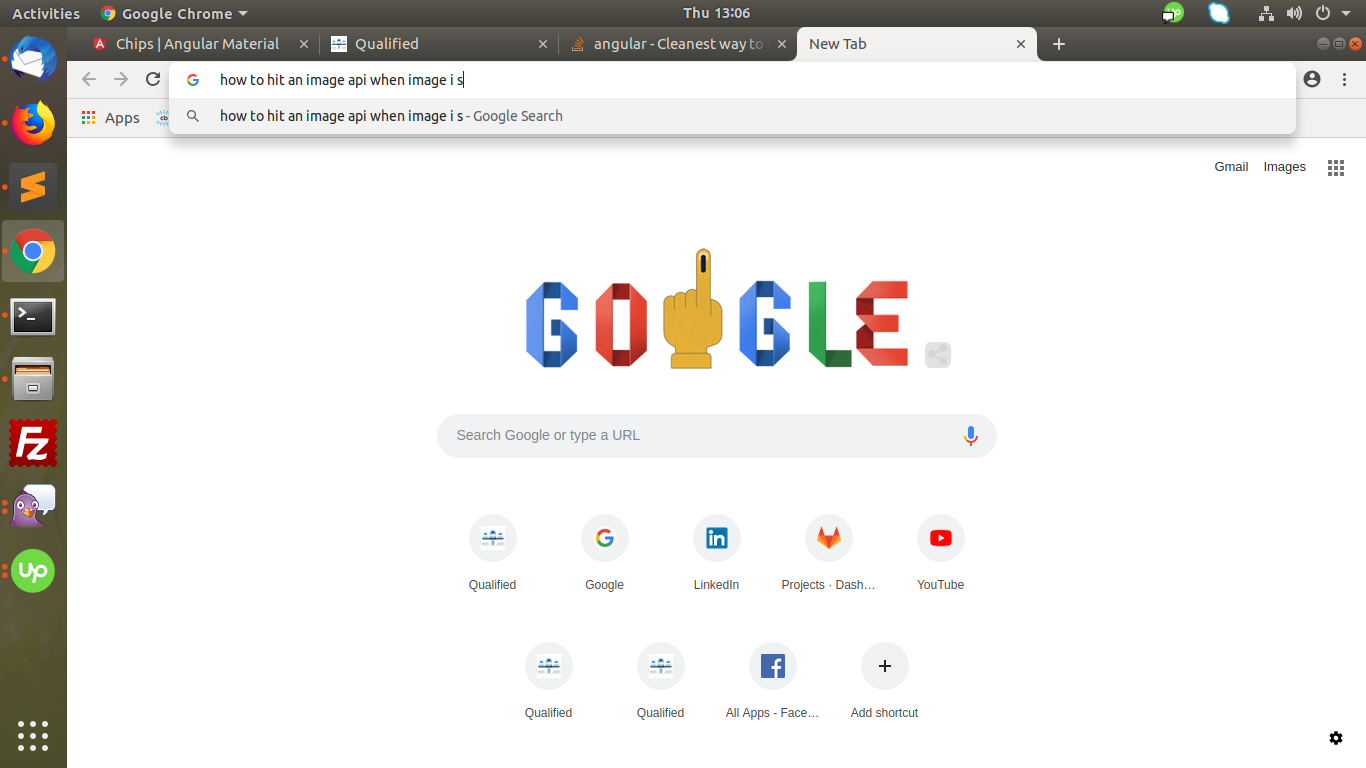 Activities
Google Chrome
Thu 13:06
Chips | Angular Material
Qualified
angular - Cleanest way to
New Tab
how to hit an image api when image i s
Apps
how to hit an image api when image i s - Google Search
Gmail
Images
GOOGLE
Search Google or type a URL
Qualified
Google
LinkedIn
Projects · Dash…
YouTube
Qualified
Qualified
All Apps - Face…
Add shortcut